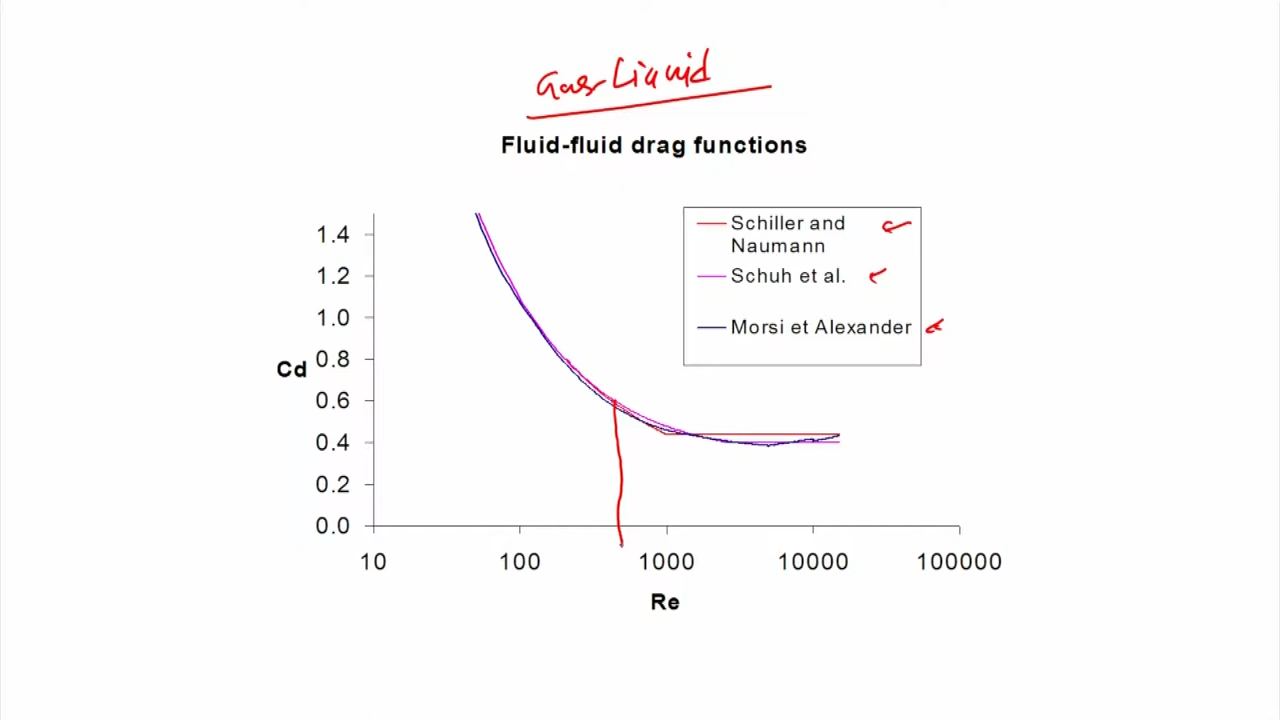 Gas-Liquid
Fluid-fluid drag functions
Schiller and
Naumann
Schuh et al.
Morsi et Alexander
1.4
1.2
1.0
0.8
0.6
0.4
0.2
0.0
Cd
10 100 1000 10000 100000
Re